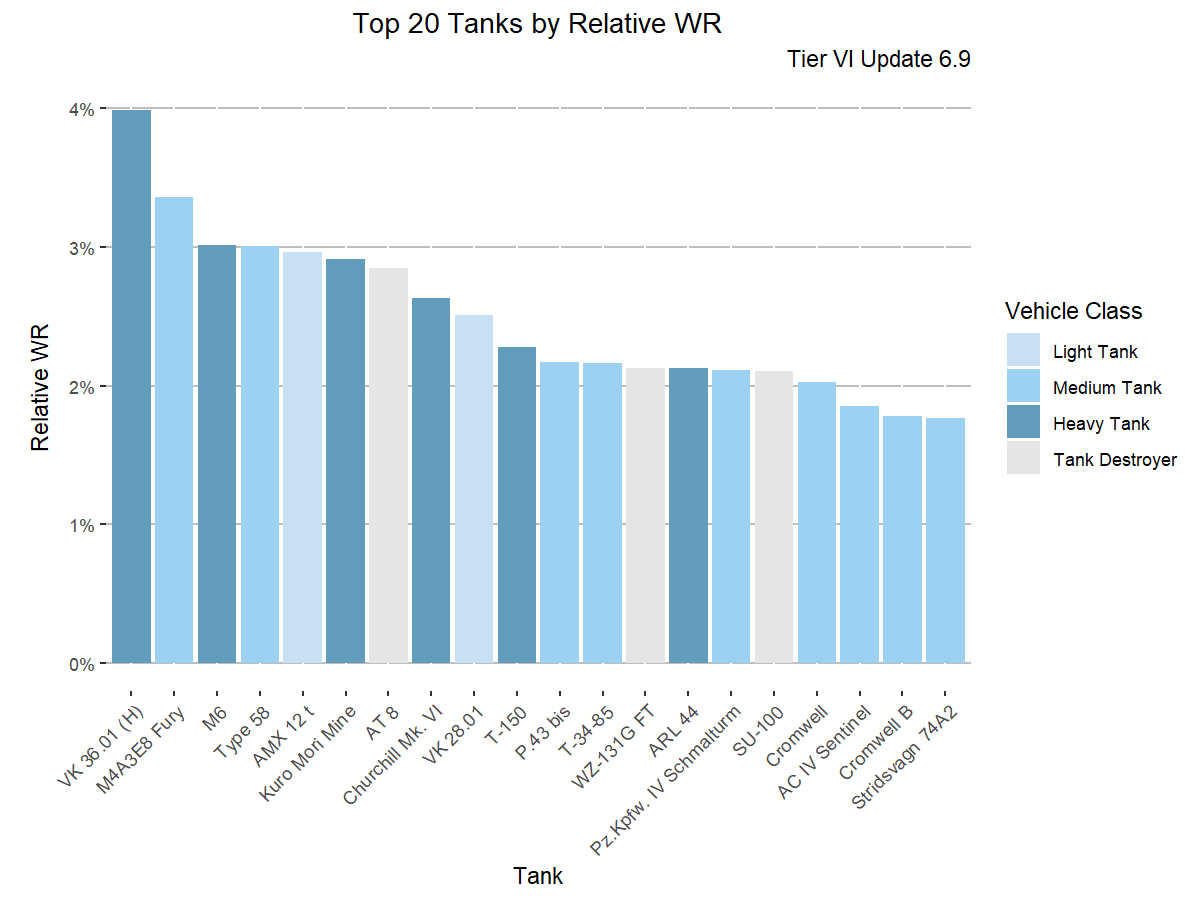 Top 20 Tanks by Relative WR
Tier VI Update 6.9
4%
3%
2%
1%
0%
Relative WR
VK 36.01 (H)
M4A3E8 Fury
M6
Type 58
AMX 12 t
Kuro Mori Mine
AT 8
Churchill Mk. VI
VK 28.01
T-150
P.43 bis
T-34-85
WZ-131G FT
ARL 44
Pz.Kpfw. IV Schmalturm
SU-100
Cromwell
AC IV Sentinel
Cromwell B
Stridsvagn 74A2
Tank
Vehicle Class
Light Tank
Medium Tank
Heavy Tank
Tank Destroyer